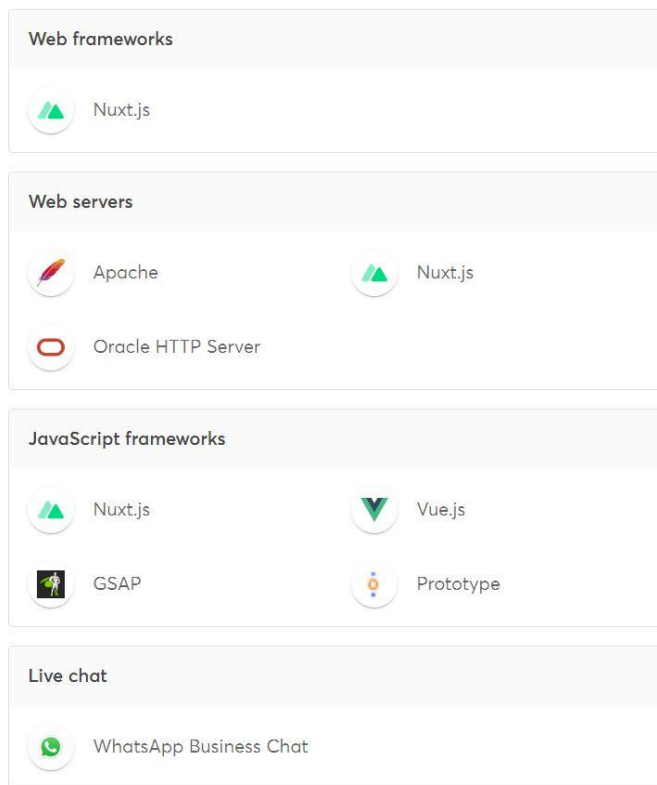 Web frameworks
Nuxt.js
Web servers
Apache
Nuxt.js
Oracle HTTP Server
JavaScript frameworks
Nuxt.js
Vue.js
GSAP
Prototype
Live chat
WhatsApp Business Chat